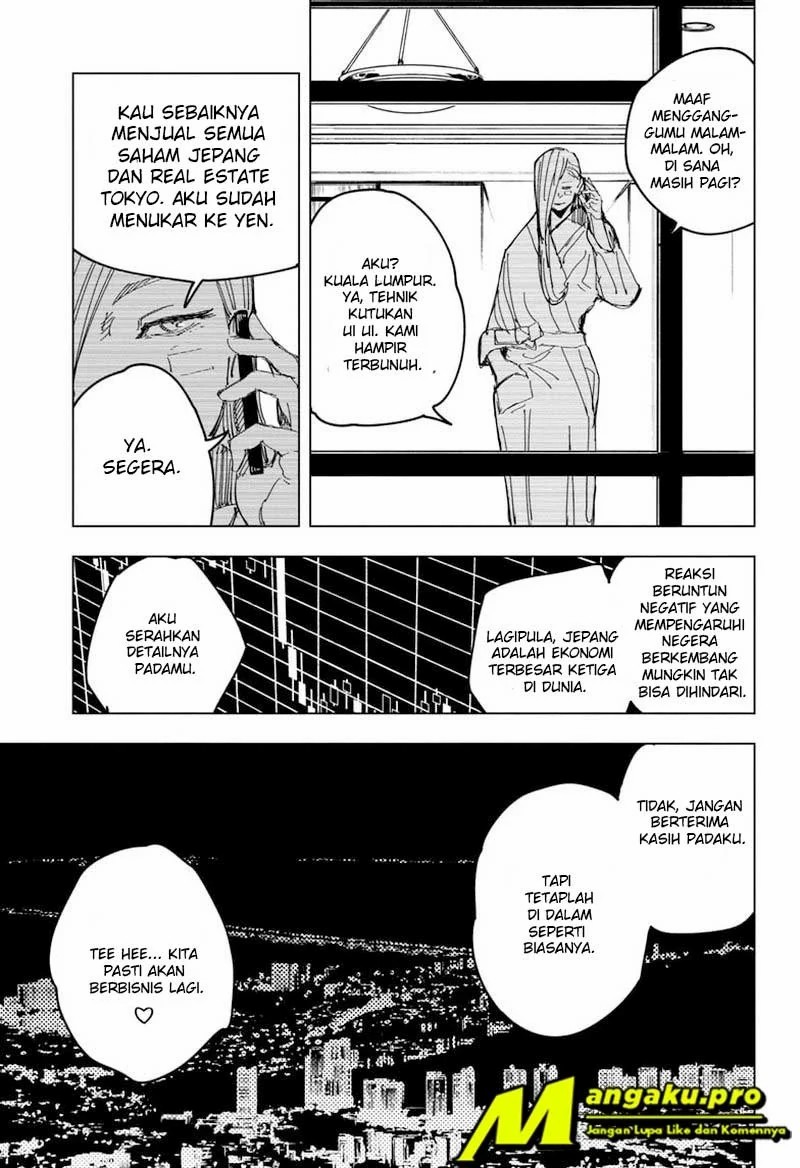 MAAF
MENGGANG-
GUMU MALAM-
MALAM. OH,
DI SANA
MASIH PAGI?
AKU?
KUALA LUMPUR.
YA, TEHNIK
KUTUKAN
UI UI. KAMI
HAMPIR
TERBUNUH.
KAU SEBAIKNYA
MENJUAL SEMUA
SAHAM JEPANG
DAN REAL ESTATE
TOKYO. AKU SUDAH
MENUKAR KE YEN.
YA.
SEGERA.
REAKSI
BERUNTUN
NEGATIF YANG
MEMPENGARUHI
NEGERA
BERKEMBANG
MUNGKIN TAK
BISA DIHINDARI.
LAGIPULA, JEPANG
ADALAH EKONOMI
TERBESAR KETIGA
DI DUNIA.
AKU
SERAHKAN
DETAILNYA
PADAMU.
TIDAK, JANGAN
BERTERIMA
KASIH PADAKU.
TAPI
TETAPLAH
DI DALAM
SEPERTI
BIASANYA.
TEE HEE... KITA
PASTI AKAN
BERBISNIS LAGI.
♡
Mangaku.pro
Jangan Lupa Like dan Komennya